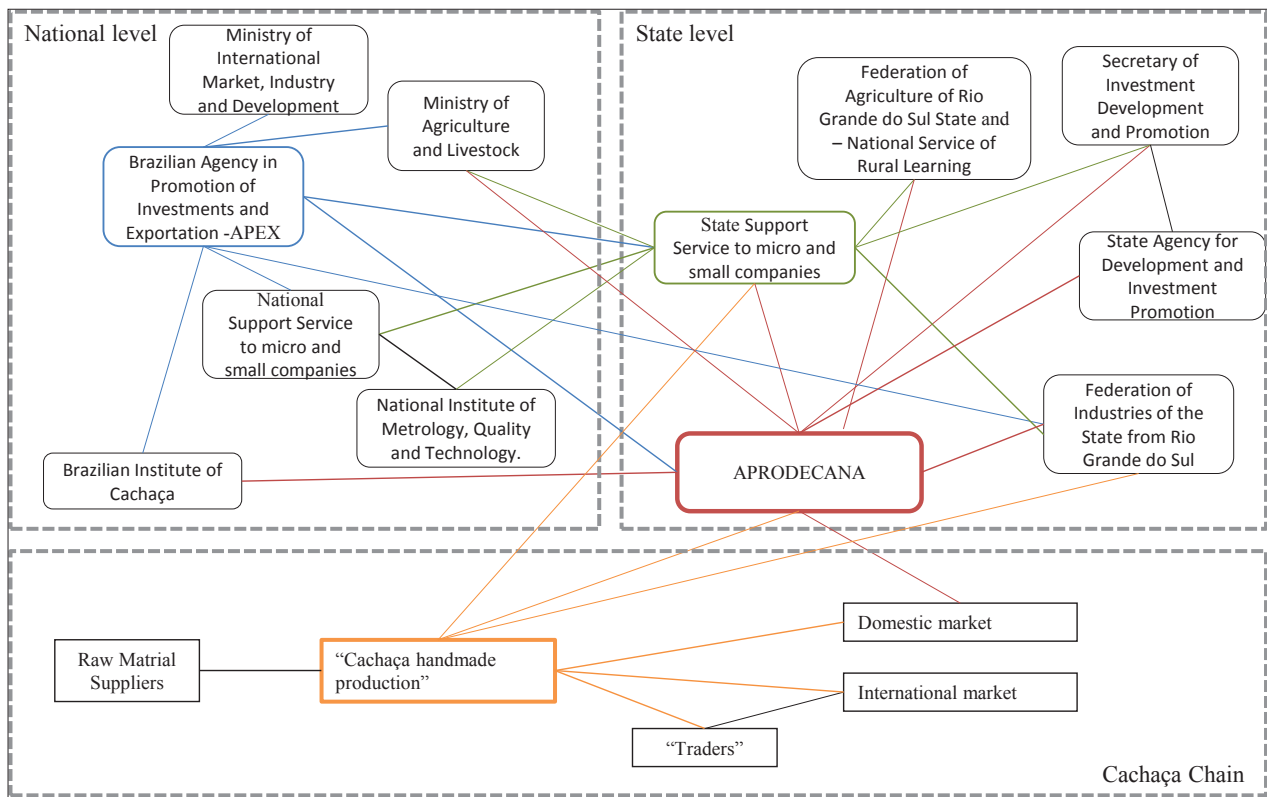 National level
Ministry of
International
Market, Industry
and Development
Ministry of
Agriculture
and Livestock
Brazilian Agency in
Promotion of
Investments and
Exportation -APEX
National
Support Service
to micro and
small companies
National Institute of
Metrology, Quality
and Technology.
Brazilian Institute of
Cachaça
State level
Federation of
Agriculture of Rio
Grande do Sul State and
– National Service of
Rural Learning
Secretary of
Investment
Development
and Promotion
State Support
Service to micro and
small companies
State Agency for
Development and
Investment
Promotion
Federation of
Industries of the
State from Rio
Grande do Sul
APRODECANA
Raw Matrial
Suppliers
“Cachaça handmade
production”
Domestic market
International market
“Traders”
Cachaça Chain